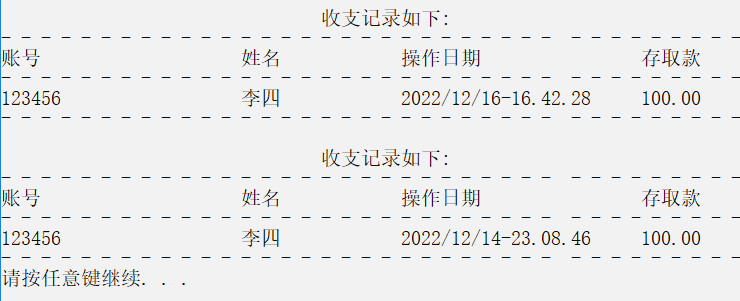 收支记录如下:
账号 姓名 操作日期 存取款
123456 李四 2022/12/16-16.42.28 100.00
收支记录如下:
账号 姓名 操作日期 存取款
123456 李四 2022/12/14-23.08.46 100.00
请按任意键继续. . .